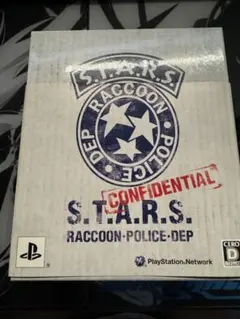 S.T.A.R.S.
RACCOON
DEP · POLICE
CONFIDENTIAL
S.T.A.R.S.
RACCOON·POLICE·DEP
PlayStation Network
CERO
D